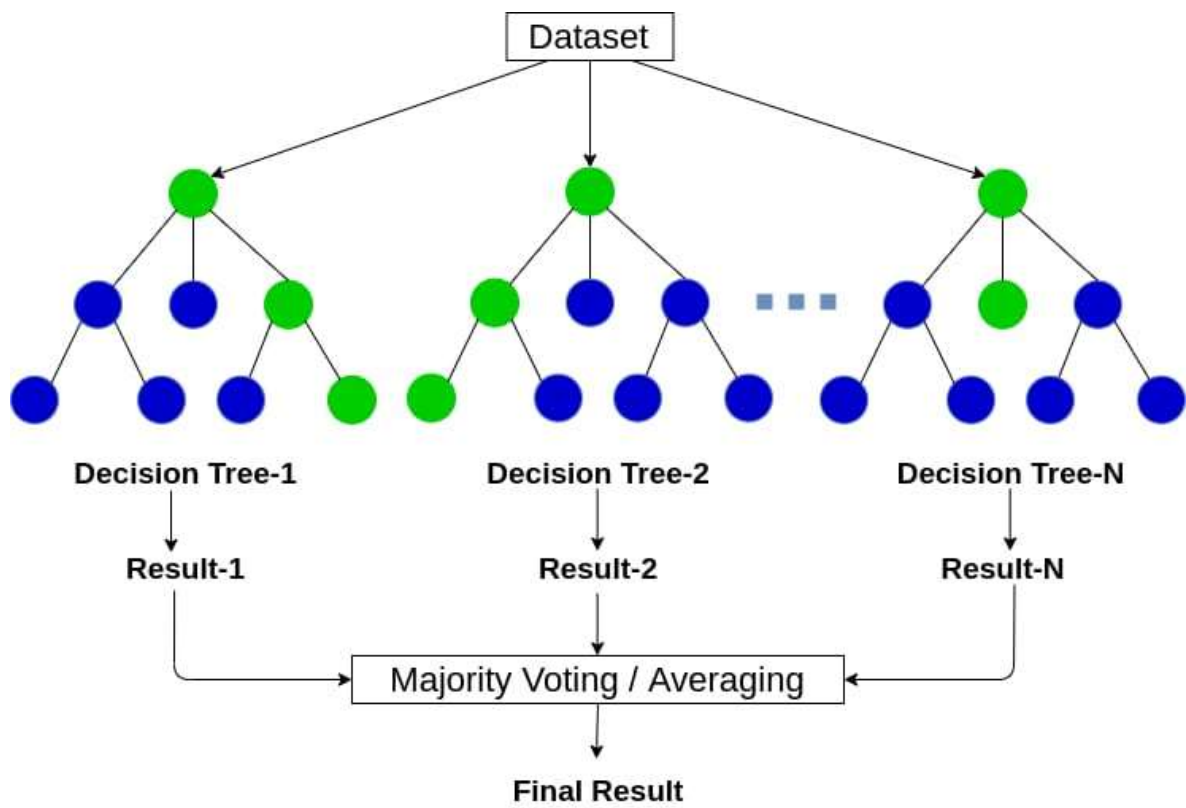 Dataset
Decision Tree-1
Decision Tree-2
Decision Tree-N
Result-1
Result-2
Result-N
Majority Voting / Averaging
Final Result